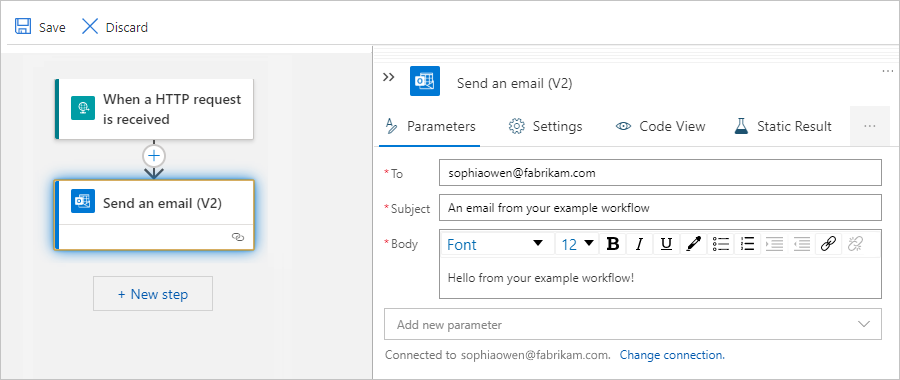 Save Discard
When a HTTP request
is received
Send an email (V2)
+ New step
Send an email (V2)
Parameters Settings Code View Static Result
*To sophiaowen@fabrikam.com
*Subject An email from your example workflow
*Body Font 12 B I U
Hello from your example workflow!
Add new parameter
Connected to sophiaowen@fabrikam.com. Change connection.